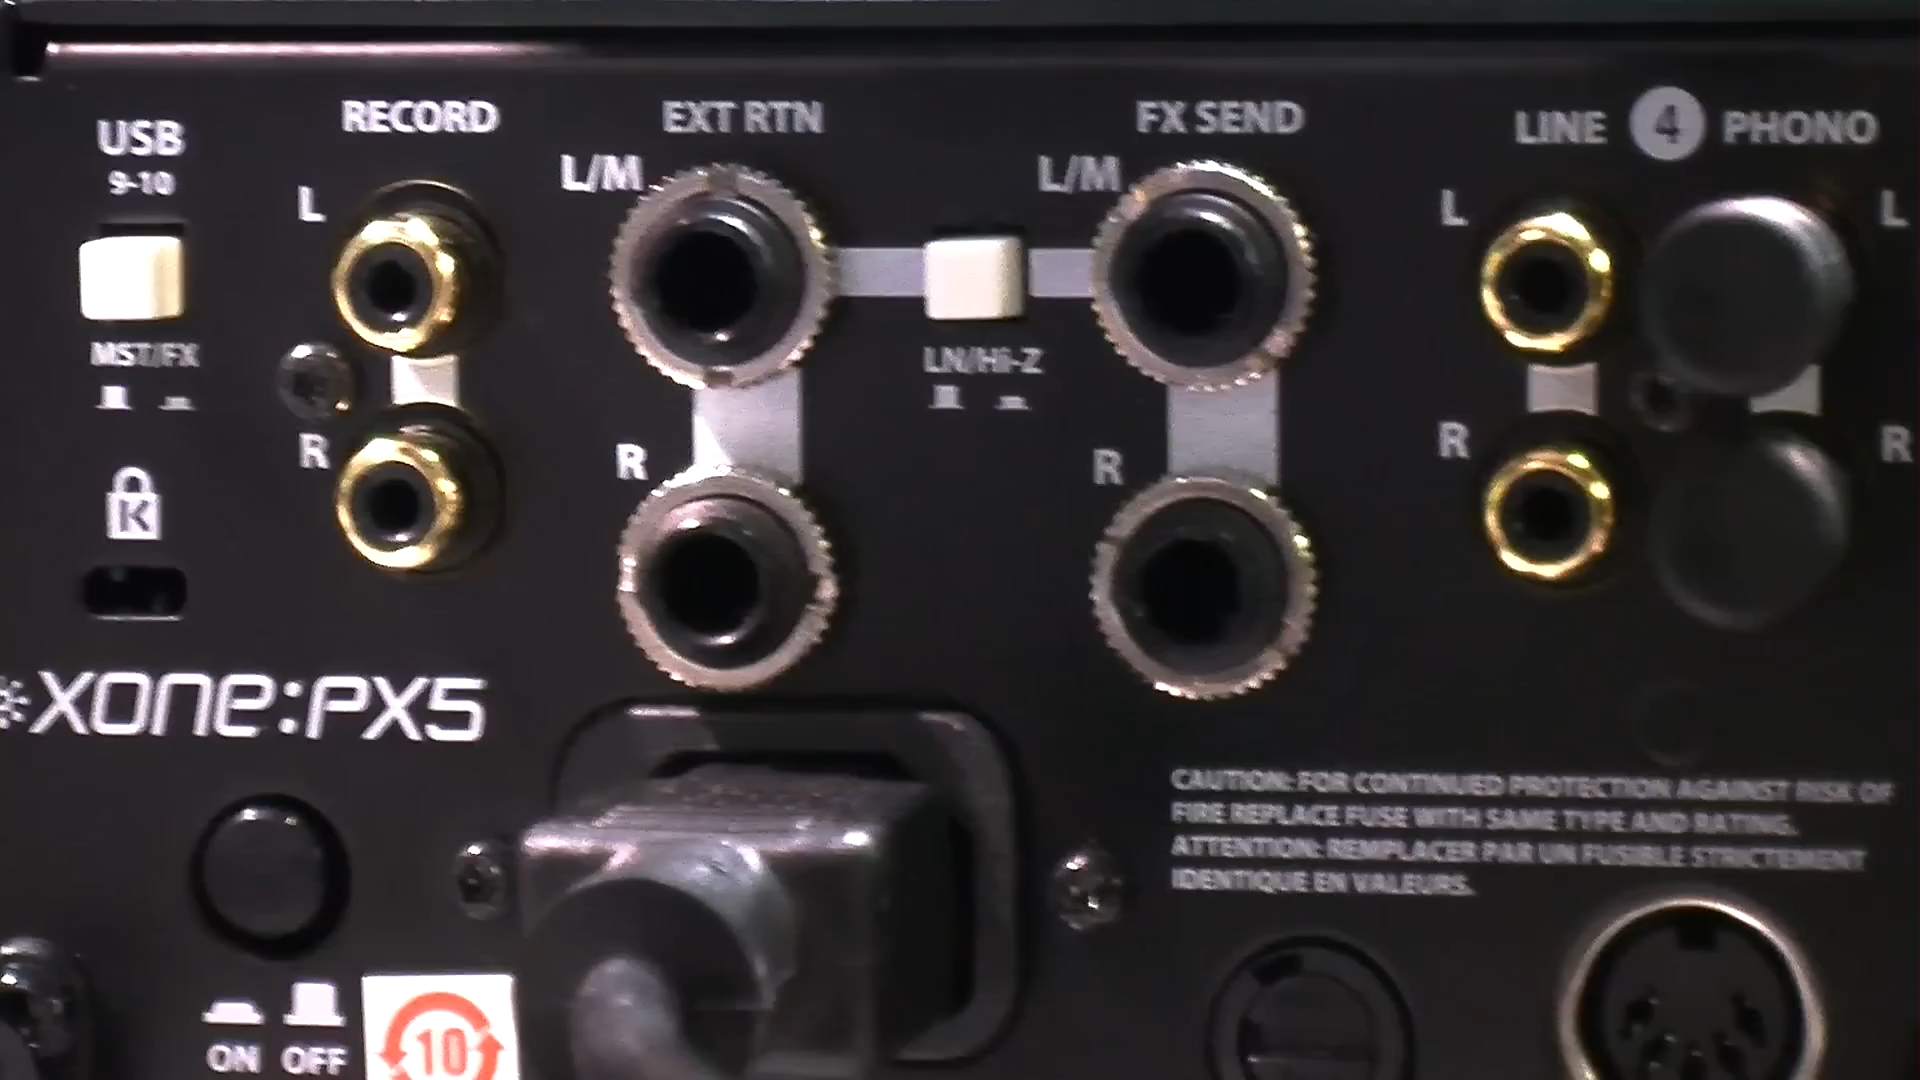 USB
9-10
RECORD
EXT RTN
FX SEND
LINE 4 PHONO
L
L/M
L/M
L
L
MST/FX
LN/Hi-Z
R
R
R
R
R
K
xone:PX5
CAUTION: FOR CONTINUED PROTECTION AGAINST RISK OF
FIRE REPLACE FUSE WITH SAME TYPE AND RATING.
ATTENTION: REMPLACER PAR UN FUSIBLE STRICTEMENT
IDENTIQUE EN VALEURS.
ON OFF
10